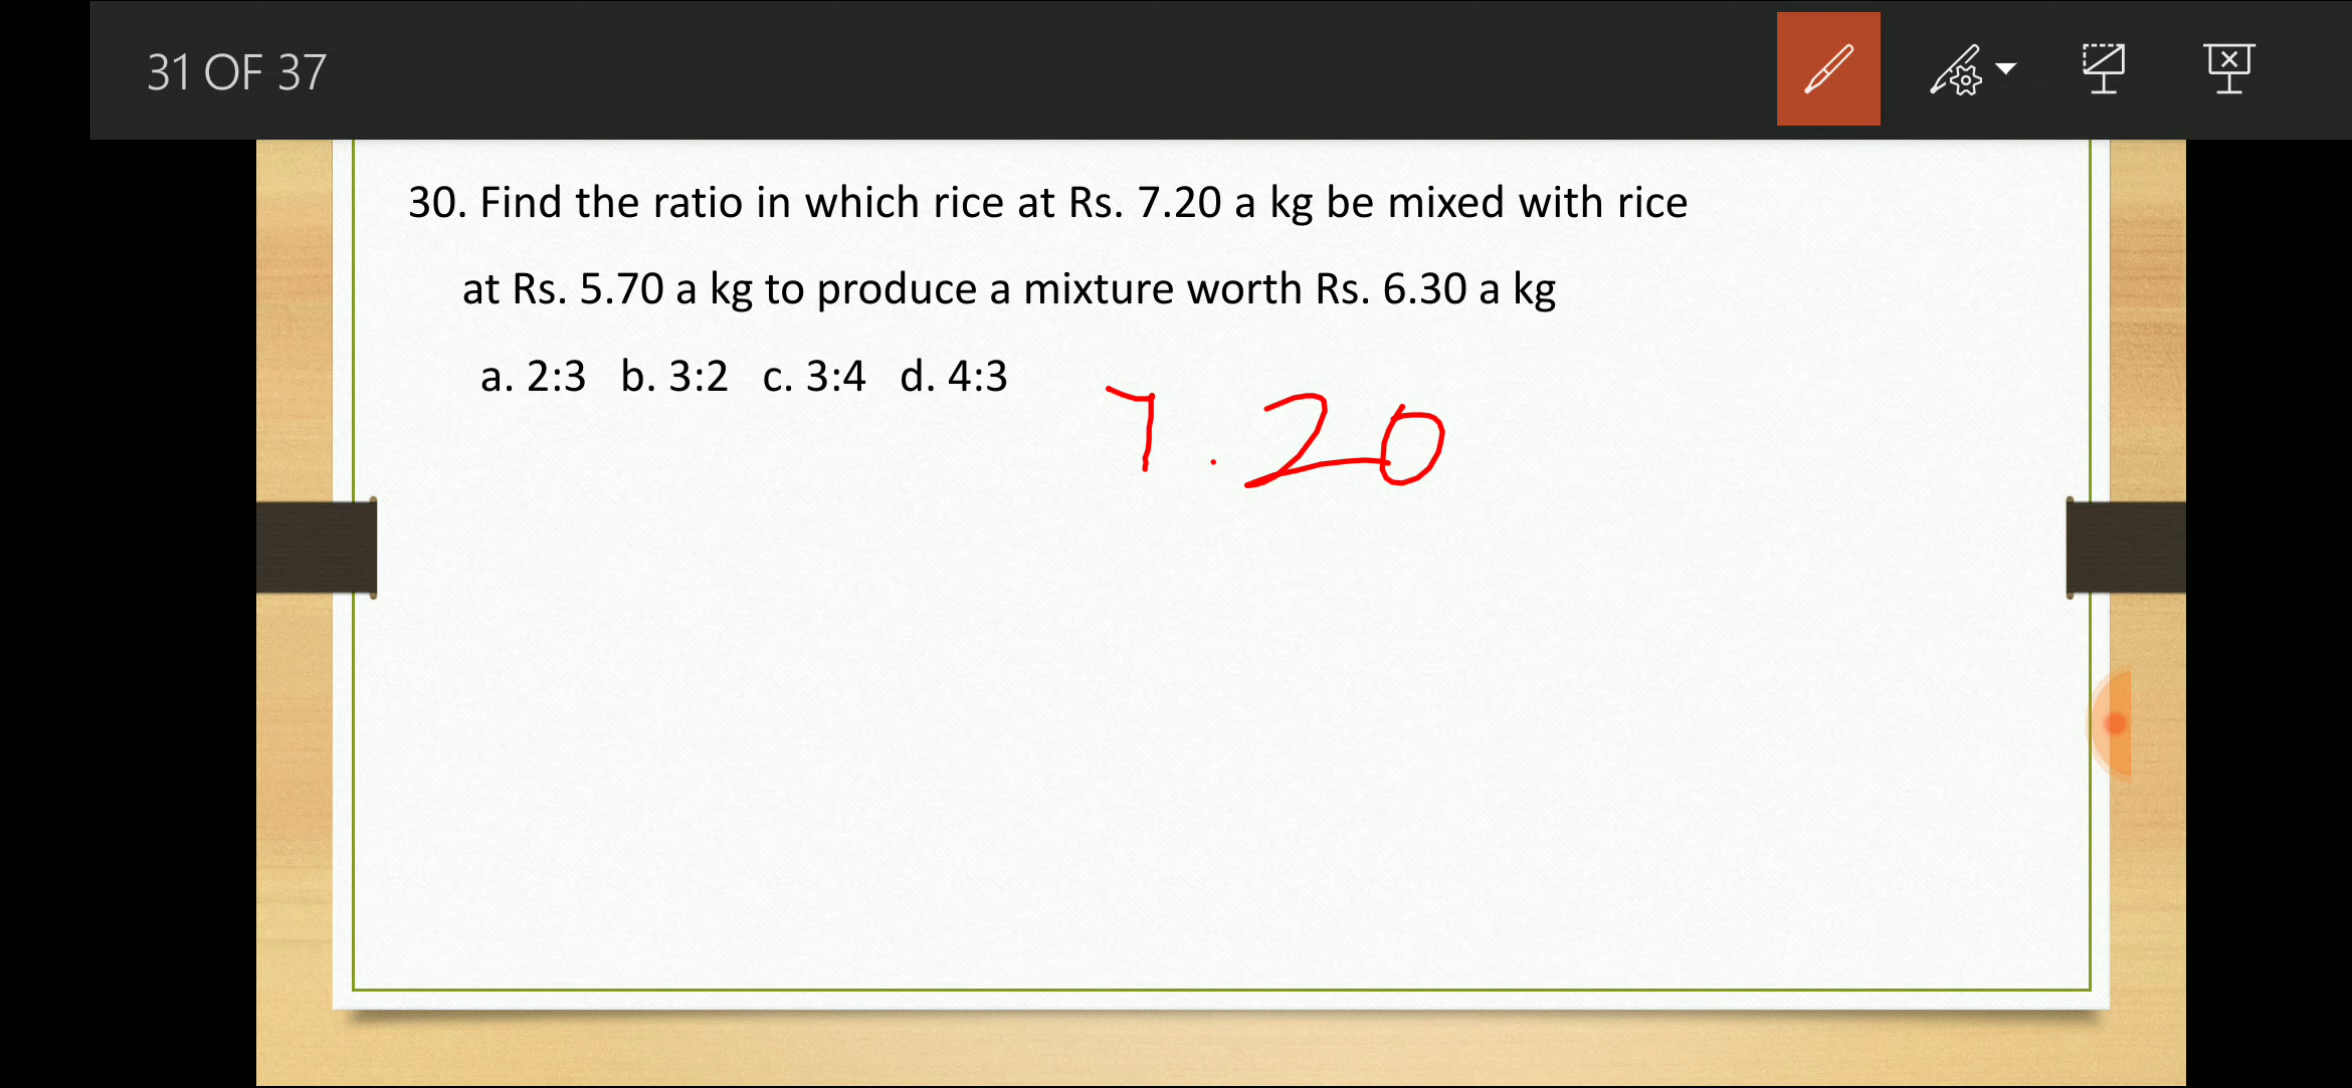 31 OF 37
30. Find the ratio in which rice at Rs. 7.20 a kg be mixed with rice
at Rs. 5.70 a kg to produce a mixture worth Rs. 6.30 a kg
a. 2:3 b. 3:2 c. 3:4 d. 4:3
7.20